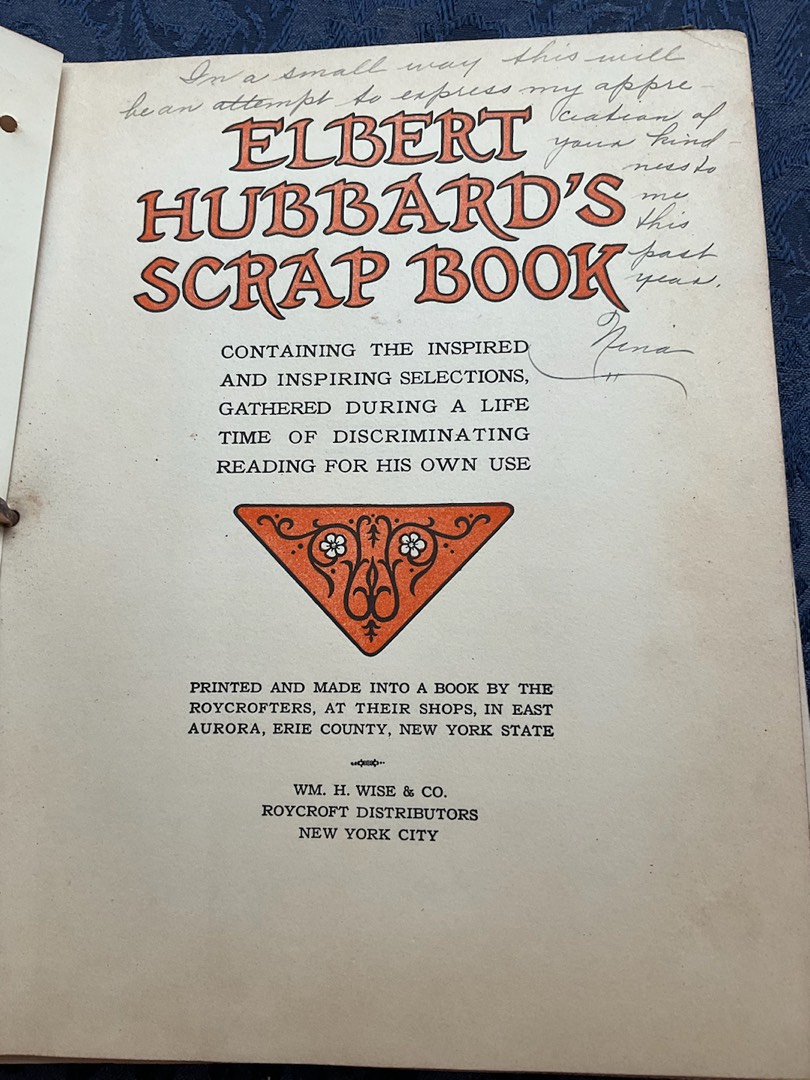 In a small way this will
be an attempt to express my appre-
ciation of
your kind-
ness to
me
this
past
year.
Nina
ELBERT
HUBBARD'S
SCRAP BOOK
CONTAINING THE INSPIRED
AND INSPIRING SELECTIONS,
GATHERED DURING A LIFE
TIME OF DISCRIMINATING
READING FOR HIS OWN USE
PRINTED AND MADE INTO A BOOK BY THE
ROYCROFTERS, AT THEIR SHOPS, IN EAST
AURORA, ERIE COUNTY, NEW YORK STATE
WM. H. WISE & CO.
ROYCROFT DISTRIBUTORS
NEW YORK CITY